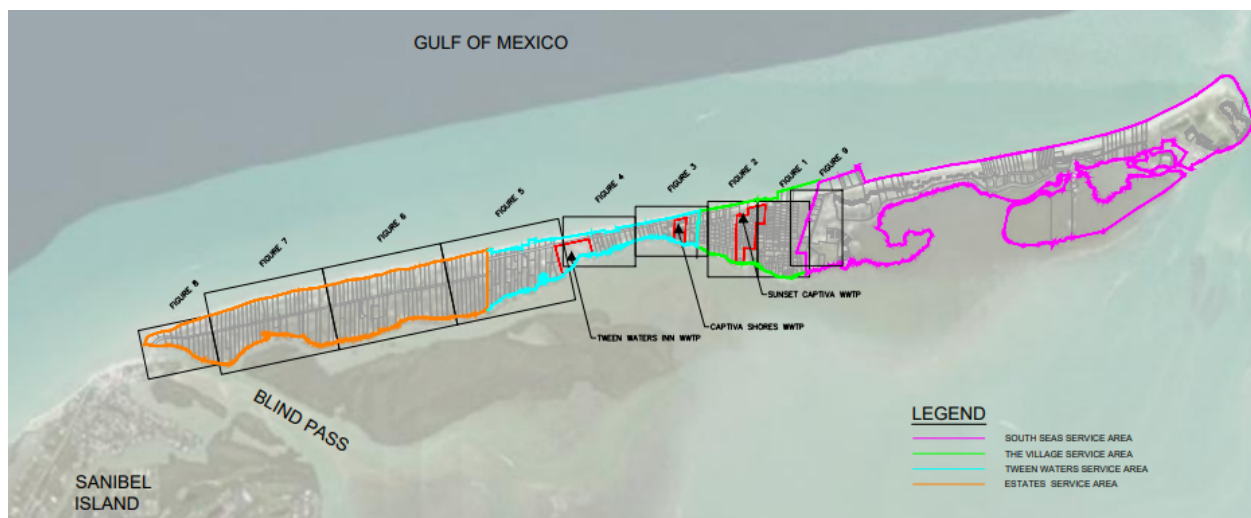 GULF OF MEXICO
FIGURE 8
FIGURE 7
FIGURE 6
FIGURE 5
FIGURE 4
FIGURE 3
FIGURE 2
FIGURE 1
FIGURE 9
SUNSET CAPTIVA WWTP
CAPTIVA SHORES WWTP
TWEEN WATERS INN WWTP
BLIND PASS
SANIBEL
ISLAND
LEGEND
SOUTH SEAS SERVICE AREA
THE VILLAGE SERVICE AREA
TWEEN WATERS SERVICE AREA
ESTATES SERVICE AREA